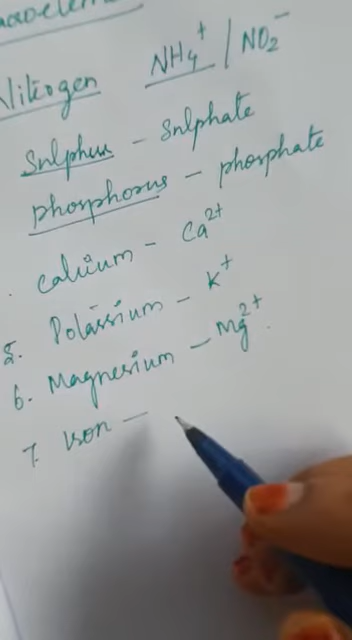 Nitrogen NH4+ / NO2-
Sulphur - Sulphate
phosphorus - phosphate
calcium - Ca2+
5. Potassium - K+
6. Magnesium - Mg2+
7. Iron -